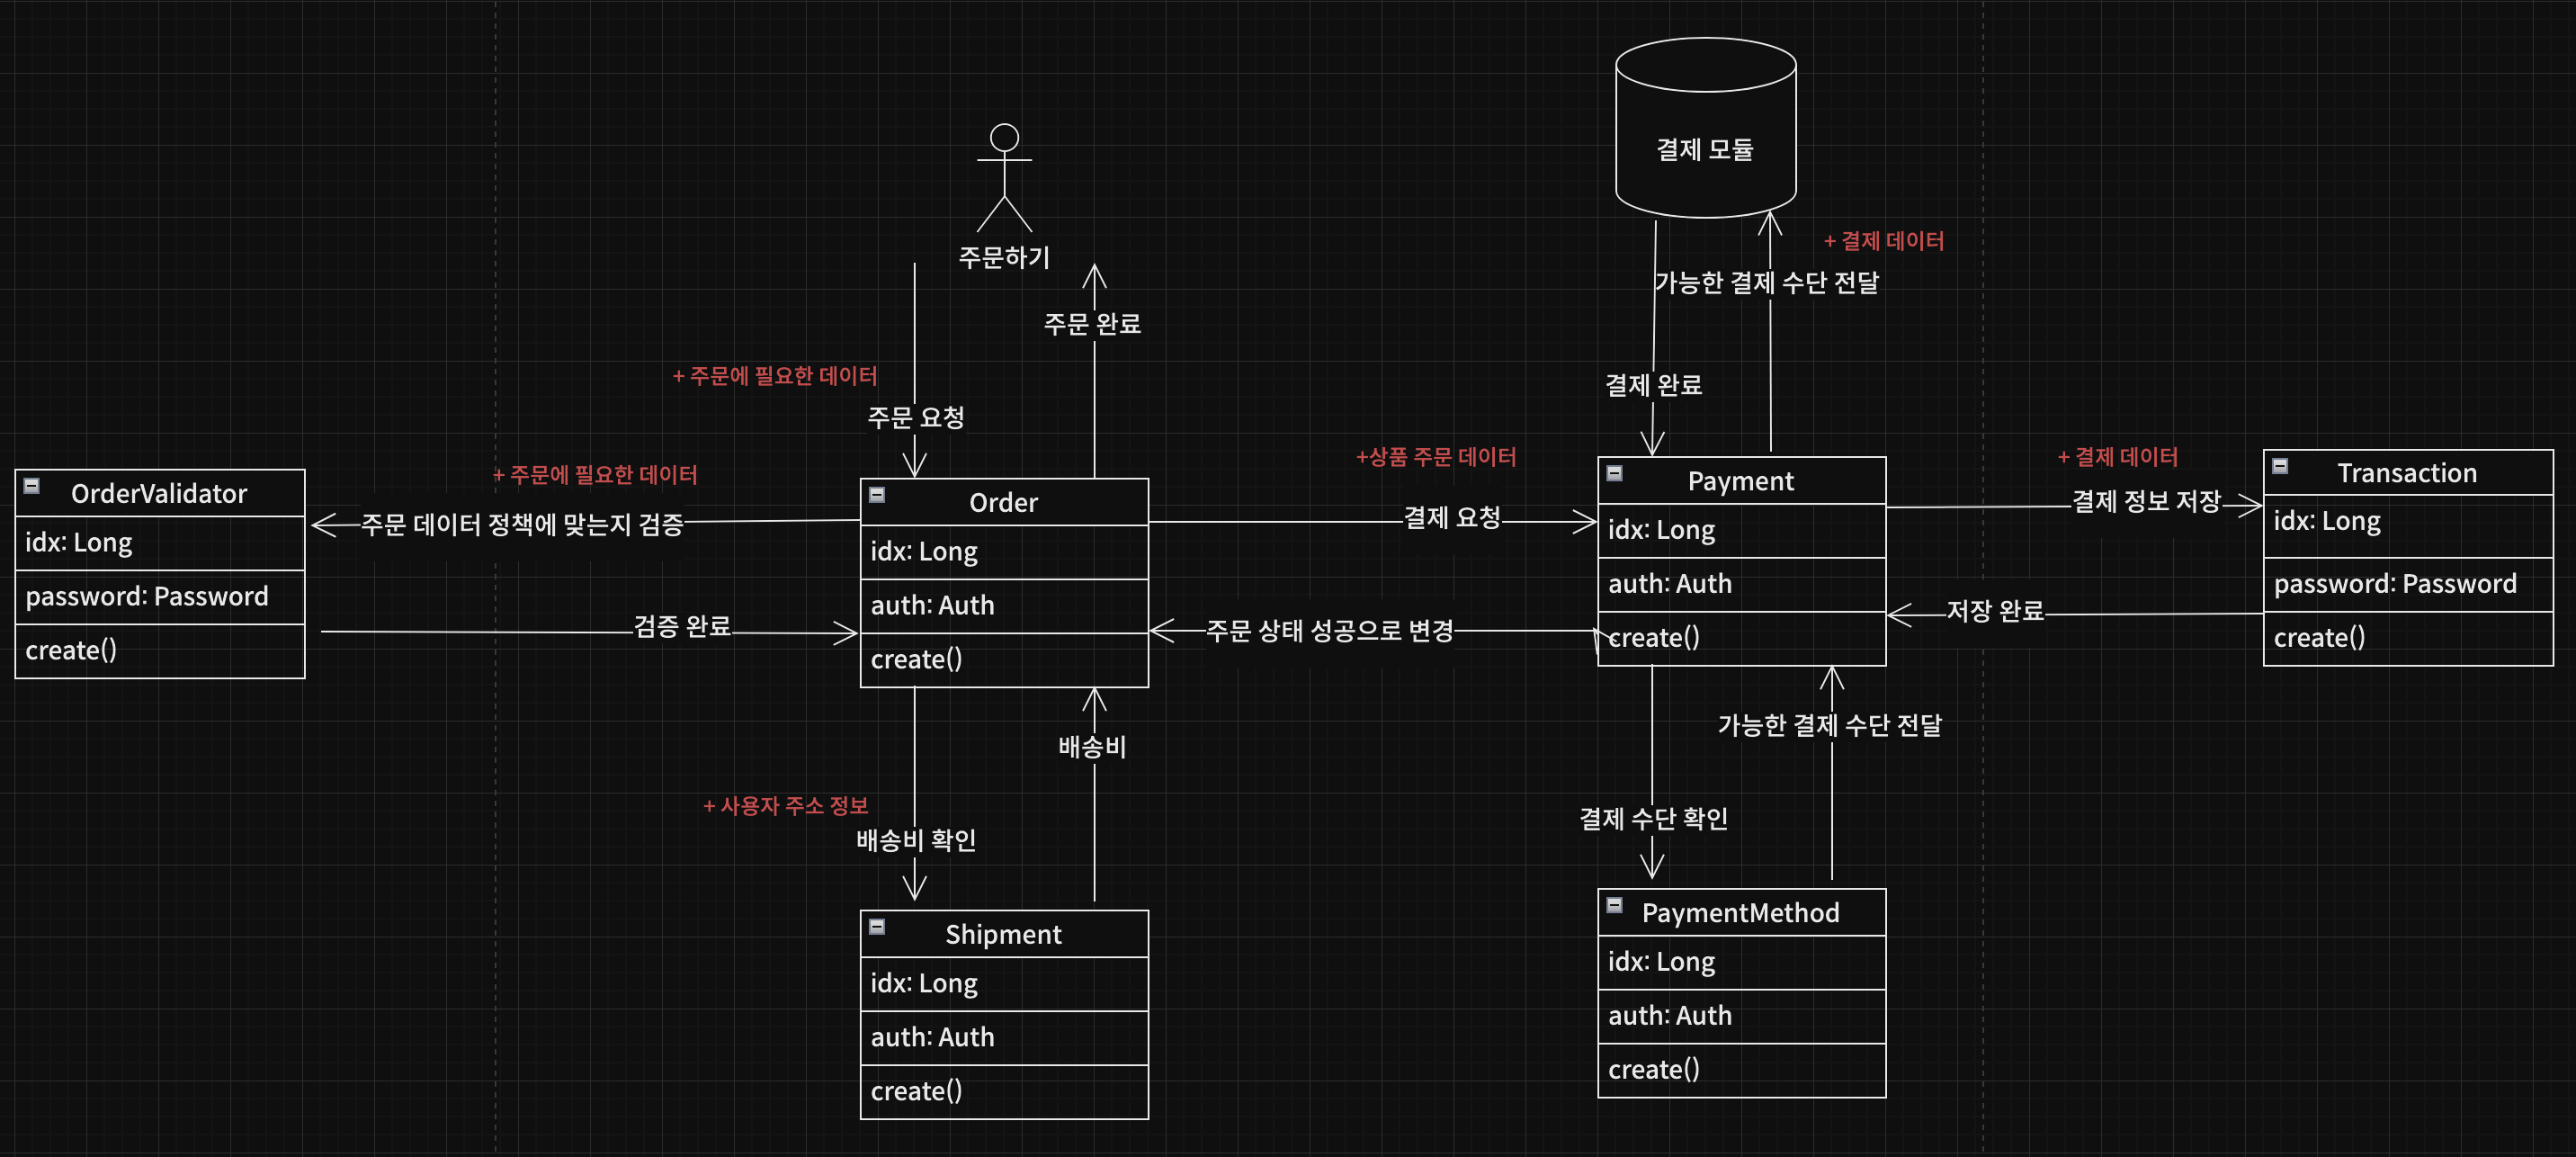 결제 모듈
+ 결제 데이터
주문하기
가능한 결제 수단 전달
주문 완료
+ 주문에 필요한 데이터
결제 완료
주문 요청
+ 주문에 필요한 데이터
+상품 주문 데이터
+ 결제 데이터
OrderValidator
idx: Long
password: Password
create()
주문 데이터 정책에 맞는지 검증
검증 완료
Order
idx: Long
auth: Auth
create()
결제 요청
주문 상태 성공으로 변경
Payment
idx: Long
auth: Auth
create()
결제 정보 저장
저장 완료
Transaction
idx: Long
password: Password
create()
배송비
가능한 결제 수단 전달
+ 사용자 주소 정보
배송비 확인
결제 수단 확인
Shipment
idx: Long
auth: Auth
create()
PaymentMethod
idx: Long
auth: Auth
create()